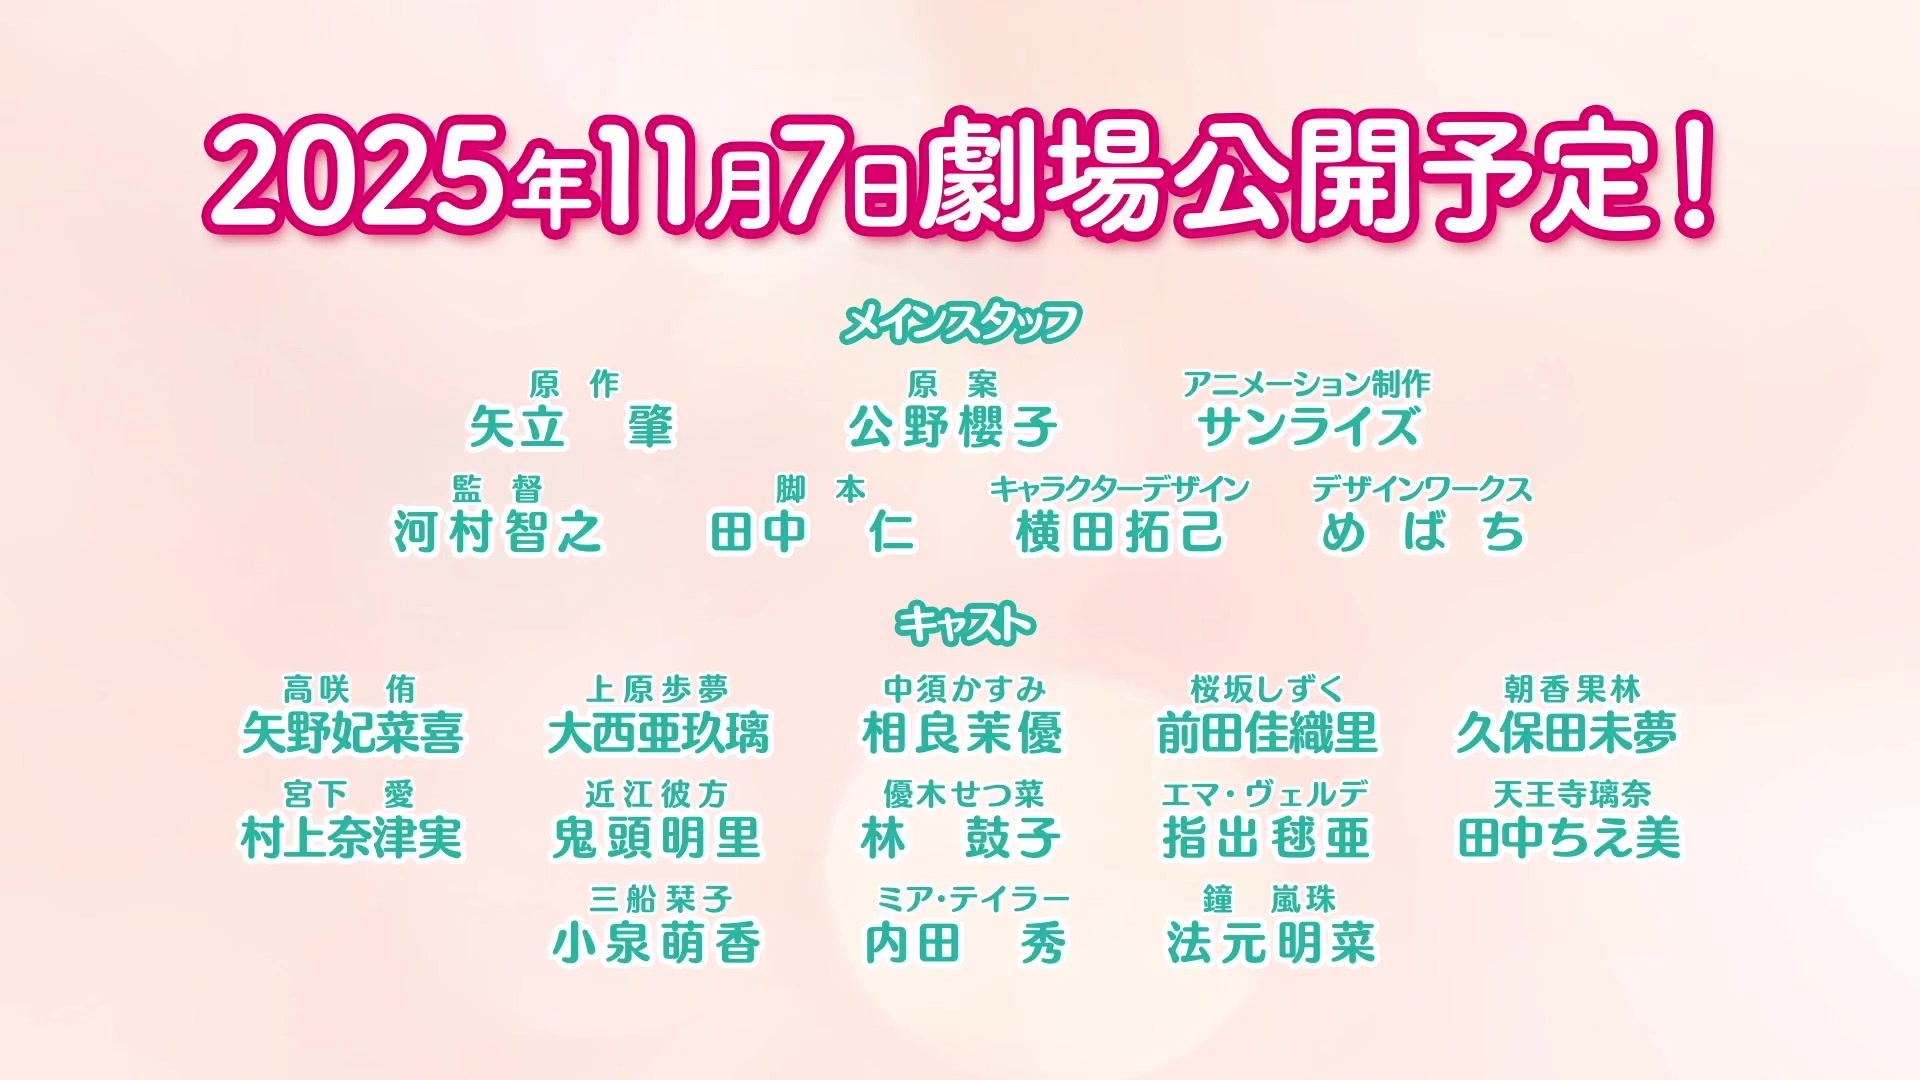 2025年11月7日劇場公開予定！
メインスタッフ
原作 原案 アニメーション制作
矢立 肇 公野櫻子 サンライズ
監督 脚本 キャラクターデザイン デザインワークス
河村智之 田中 仁 横田拓己 めばち
キャスト
高咲 侑 上原歩夢 中須かすみ 桜坂しずく 朝香果林
矢野妃菜喜 大西亜玖璃 相良茉優 前田佳織里 久保田未夢
宮下 愛 近江彼方 優木せつ菜 エマ・ヴェルデ 天王寺璃奈
村上奈津実 鬼頭明里 林 鼓子 指出毬亜 田中ちえ美
三船栞子 ミア・テイラー 鐘 嵐珠
小泉萌香 内田 秀 法元明菜